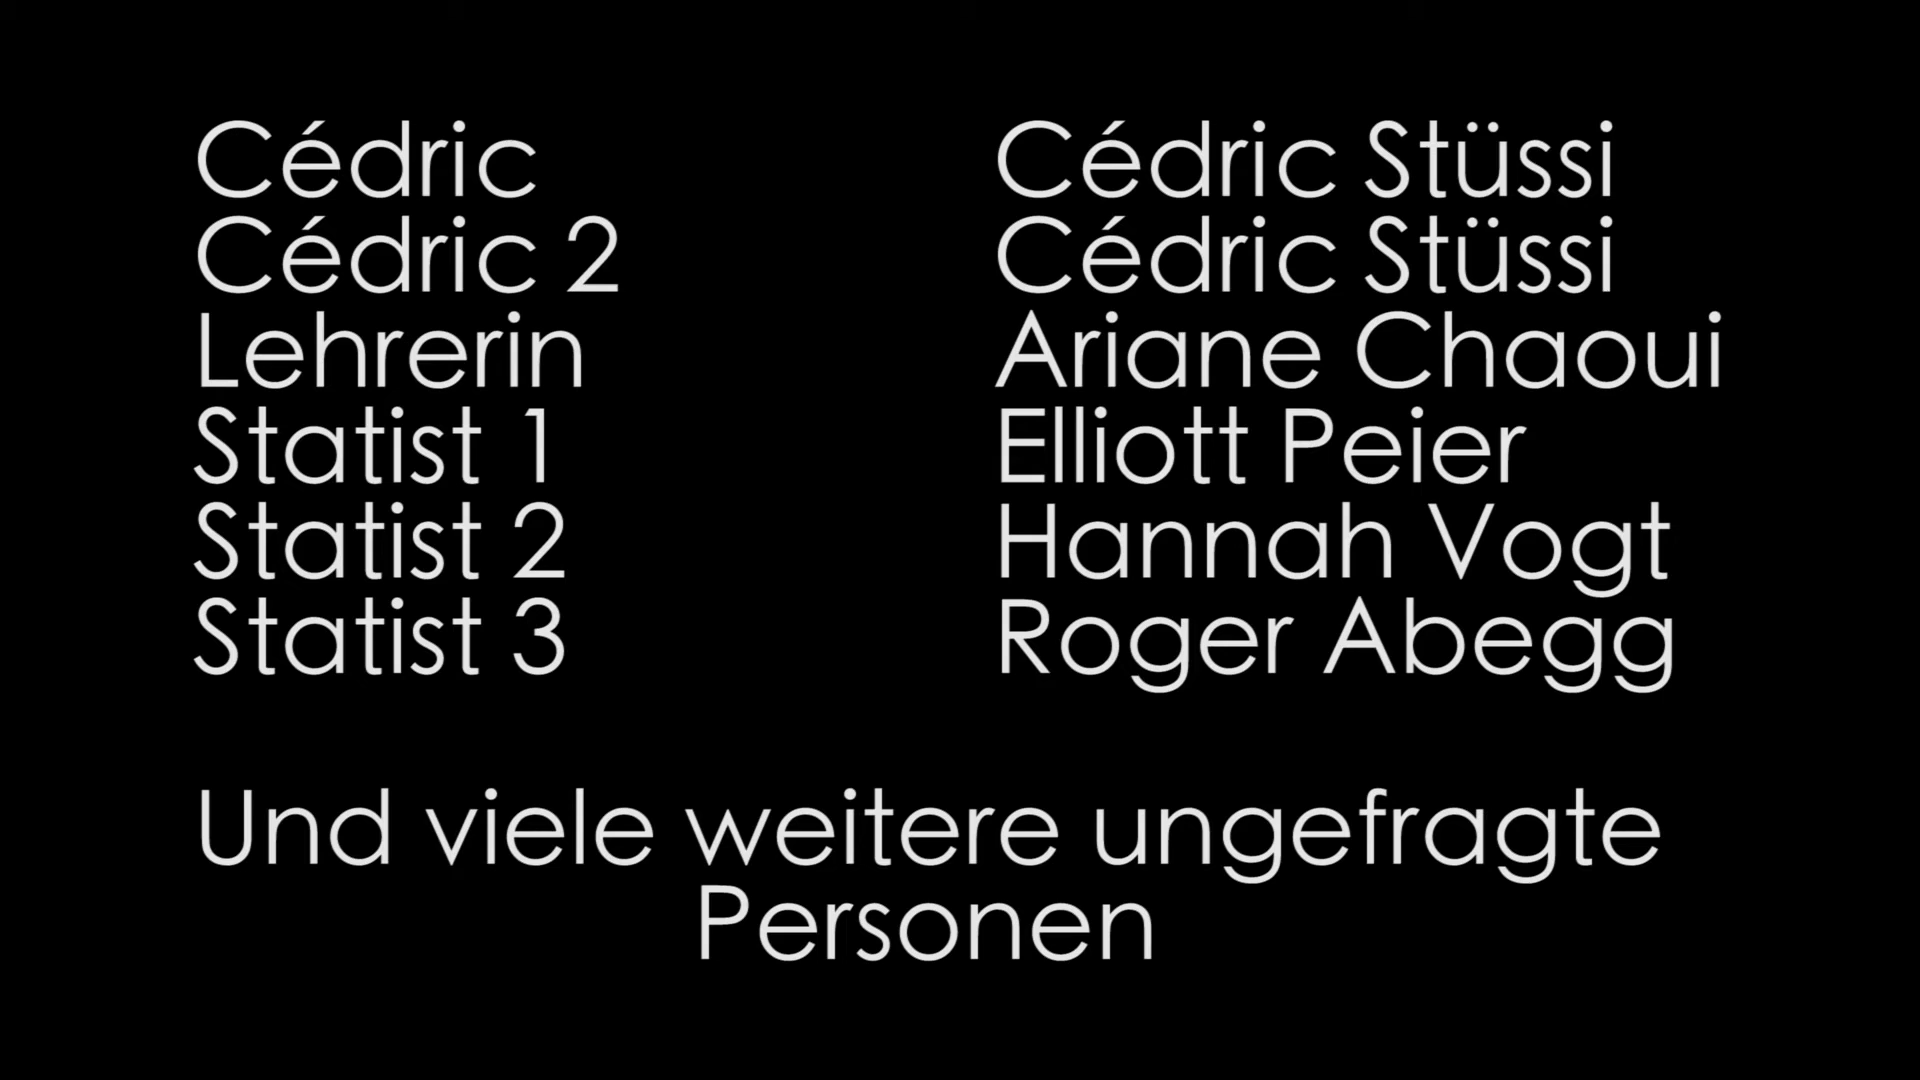 Cédric Cédric Stüssi
Cédric 2 Cédric Stüssi
Lehrerin Ariane Chaoui
Statist 1 Elliott Peier
Statist 2 Hannah Vogt
Statist 3 Roger Abegg
Und viele weitere ungefragte
Personen